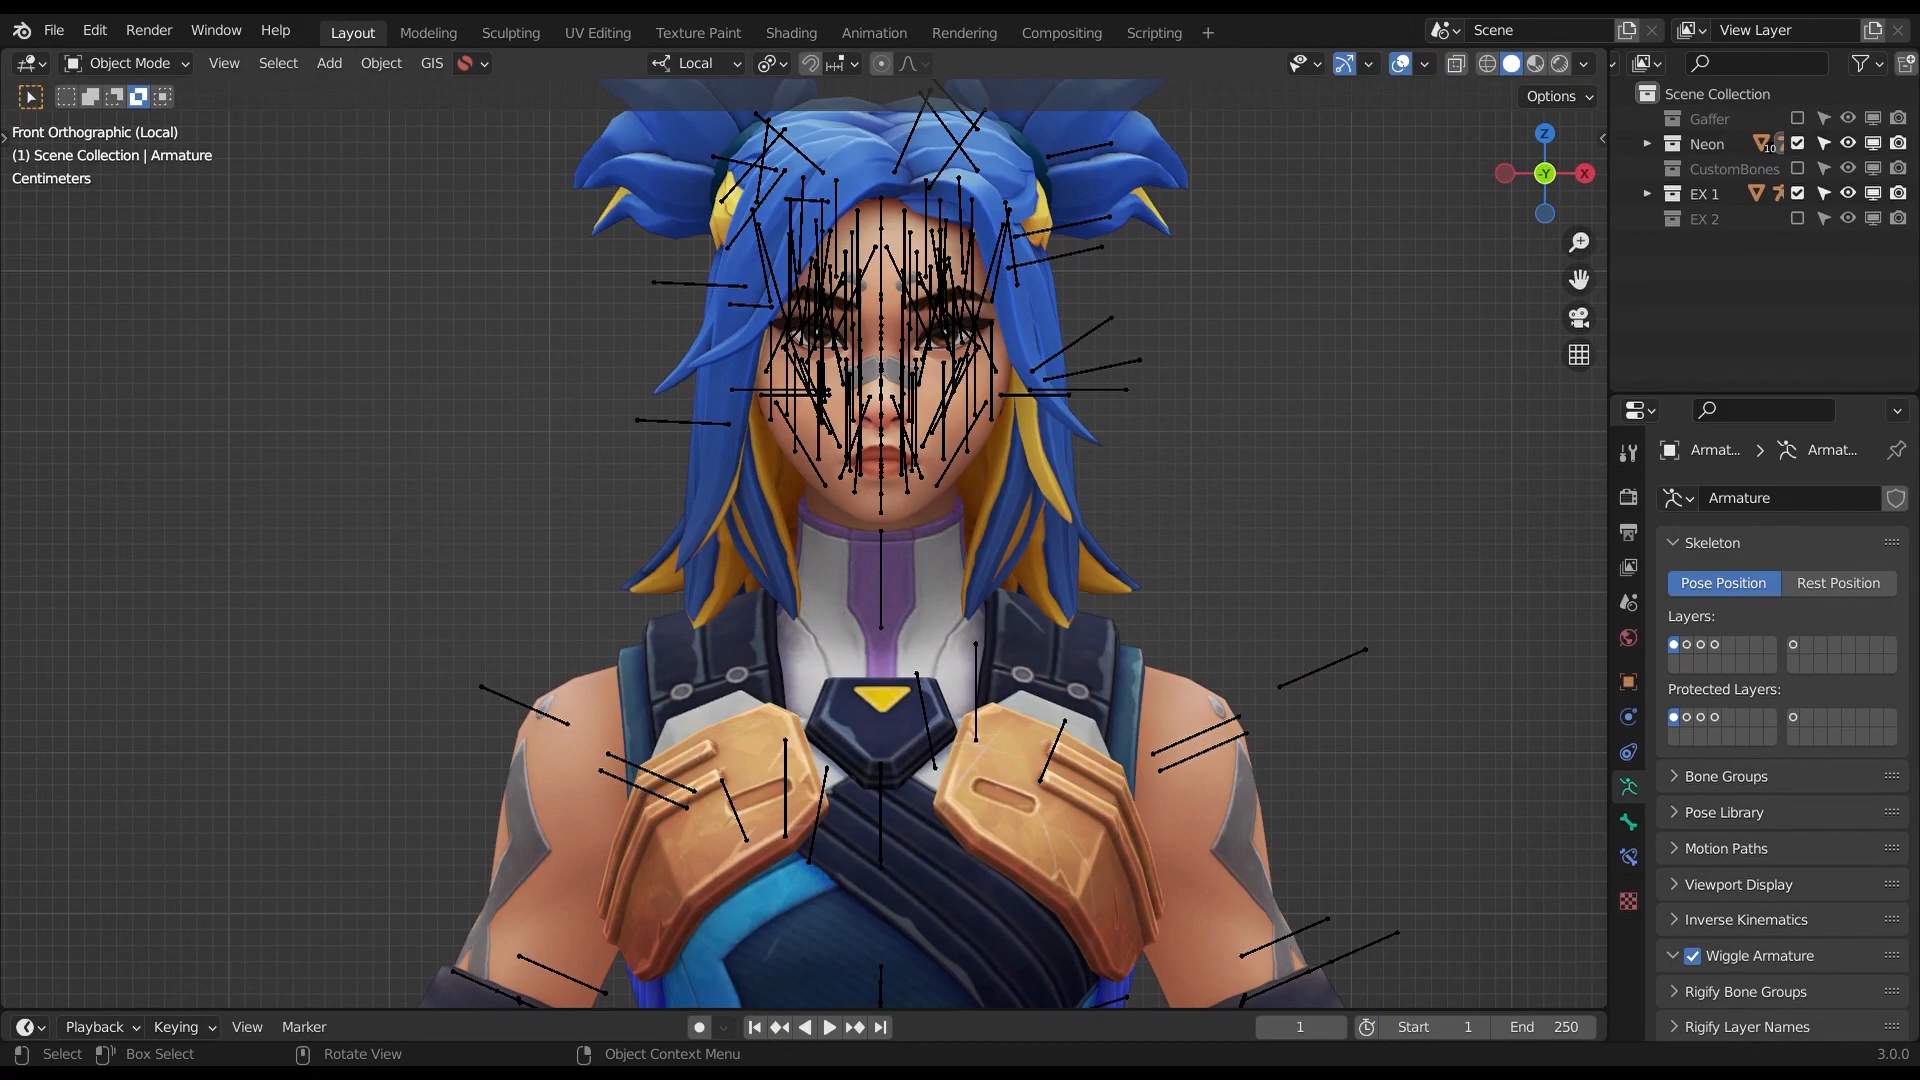 File Edit Render Window Help Layout Modeling Sculpting UV Editing Texture Paint Shading Animation Rendering Compositing Scripting + Scene View Layer
Object Mode View Select Add Object GIS Local
Options
Front Orthographic (Local)
(1) Scene Collection | Armature
Centimeters
Z
-Y
X
Scene Collection
Gaffer
Neon 10
CustomBones
EX 1
EX 2
Armat... Armat...
Armature
Skeleton
Pose Position Rest Position
Layers:
Protected Layers:
Bone Groups
Pose Library
Motion Paths
Viewport Display
Inverse Kinematics
Wiggle Armature
Rigify Bone Groups
Rigify Layer Names
Playback Keying View Marker 1 Start 1 End 250
Select Box Select Rotate View Object Context Menu 3.0.0